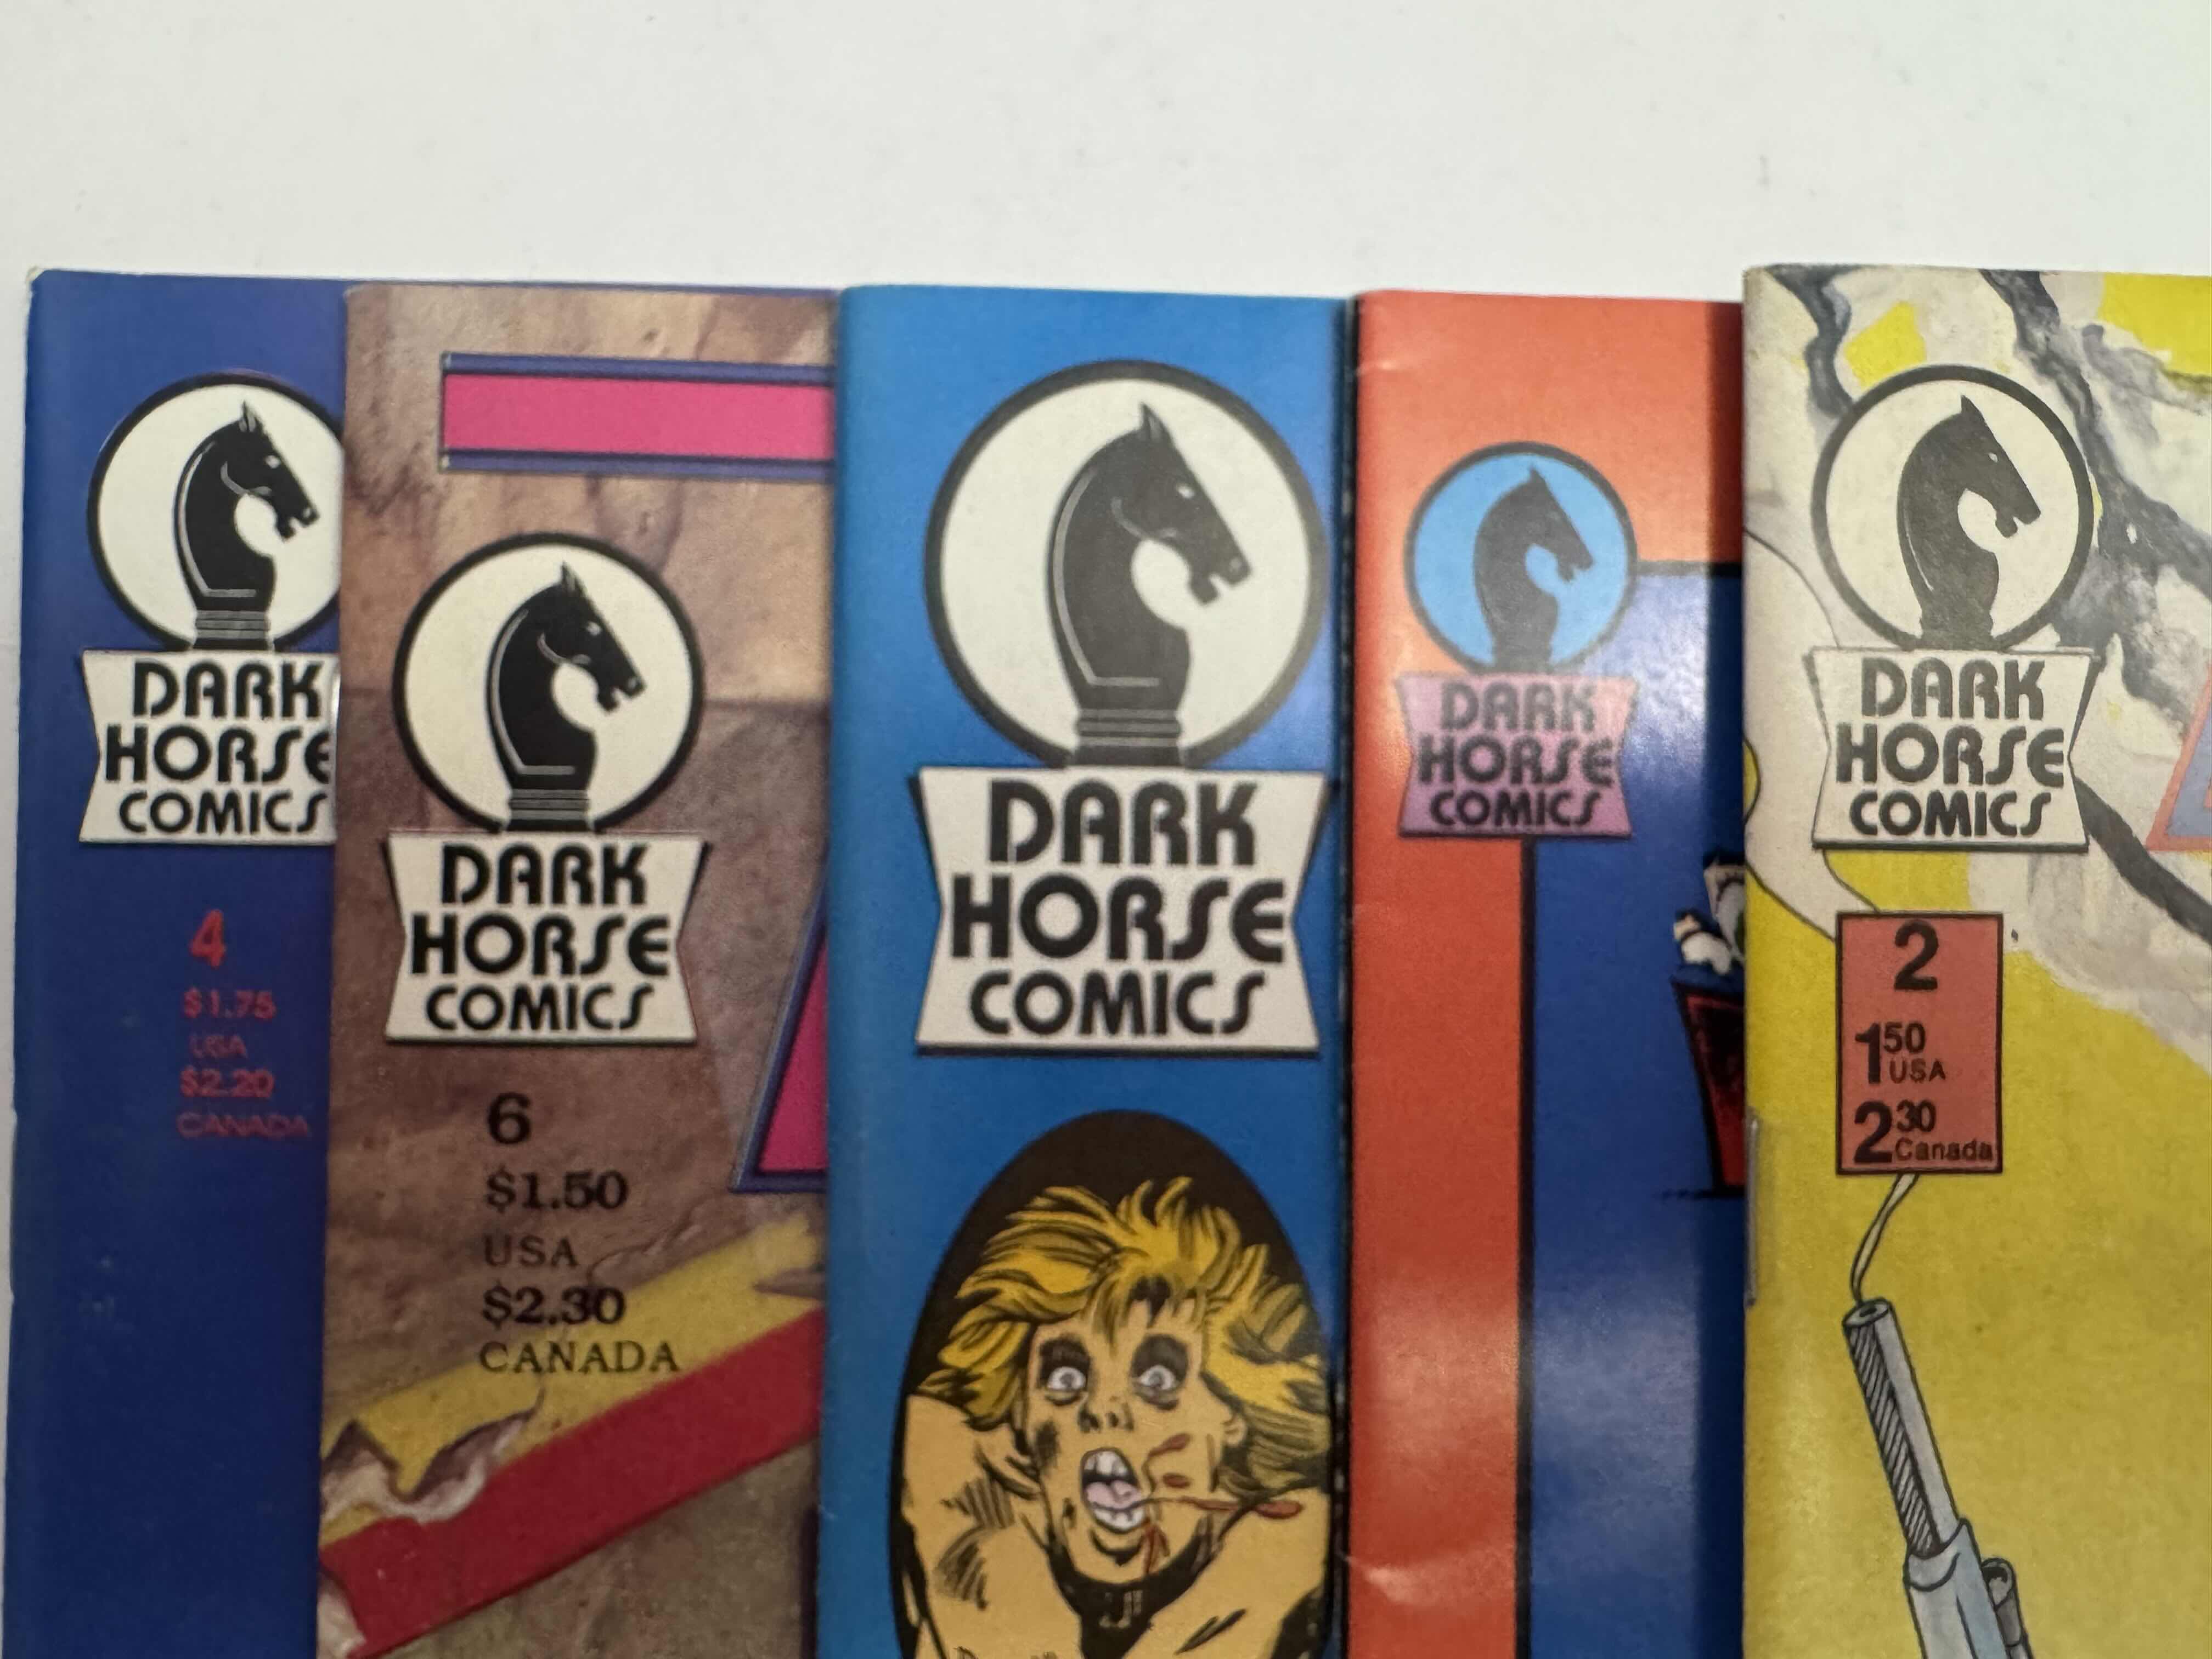 DARK
HORSE
COMICS
4
$1.75
USA
$2.20
CANADA
DARK
HORSE
COMICS
6
$1.50
USA
$2.30
CANADA
DARK
HORSE
COMICS
DARK
HORSE
COMICS
DARK
HORSE
COMICS
2
1 50
USA
2 30
Canada